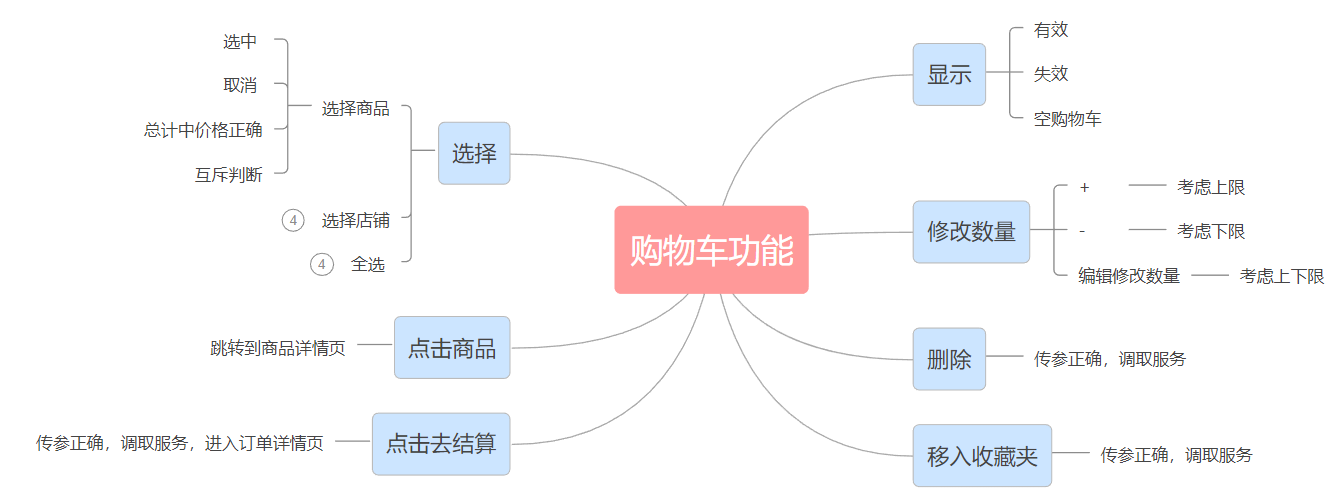 购物车功能
显示
有效
失效
空购物车
修改数量
+
考虑上限
-
考虑下限
编辑修改数量
考虑上下限
删除
传参正确，调取服务
移入收藏夹
传参正确，调取服务
选择
选择商品
选中
取消
总计中价格正确
互斥判断
选择店铺
4
全选
4
点击商品
跳转到商品详情页
点击去结算
传参正确，调取服务，进入订单详情页